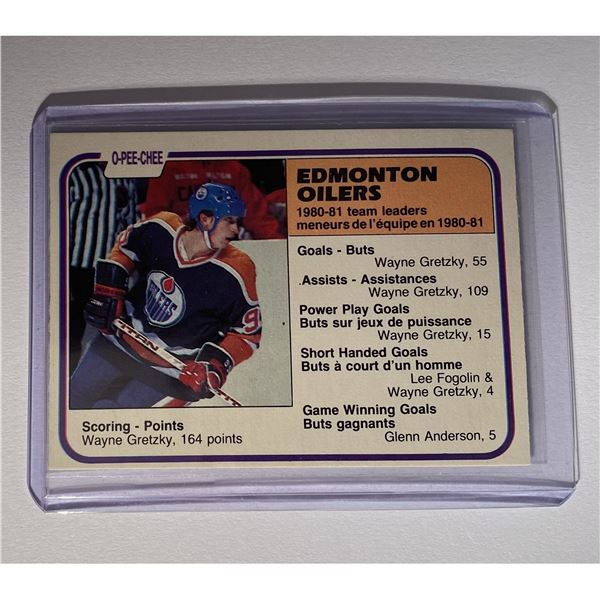 O-PEE-CHEE
EDMONTON
OILERS
1980-81 team leaders
meneurs de l'équipe en 1980-81
Goals - Buts
Wayne Gretzky, 55
Assists - Assistances
Wayne Gretzky, 109
Power Play Goals
Buts sur jeux de puissance
Wayne Gretzky, 15
Short Handed Goals
Buts à court d'un homme
Lee Fogolin &
Wayne Gretzky, 4
Game Winning Goals
Buts gagnants
Glenn Anderson, 5
Scoring - Points
Wayne Gretzky, 164 points
OILERS
TITAN
9